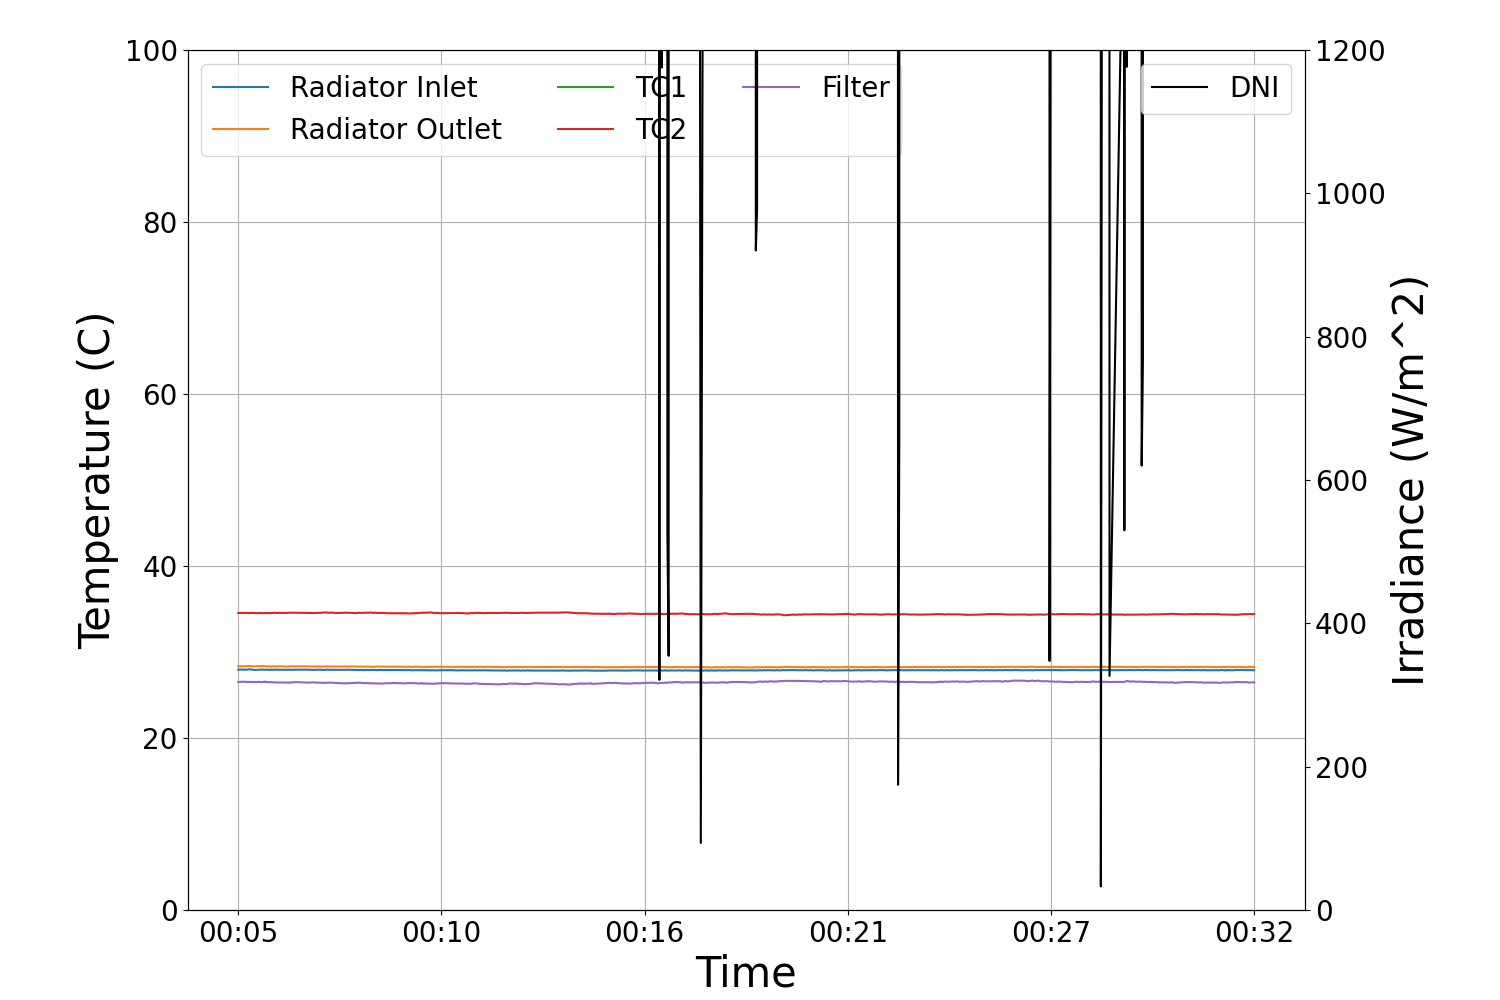 100
80
60
40
20
0
Temperature (C)
Radiator Inlet
Radiator Outlet
TC1
TC2
Filter
DNI
1200
1000
800
600
400
200
0
Irradiance (W/m^2)
00:05 00:10 00:16 00:21 00:27 00:32
Time